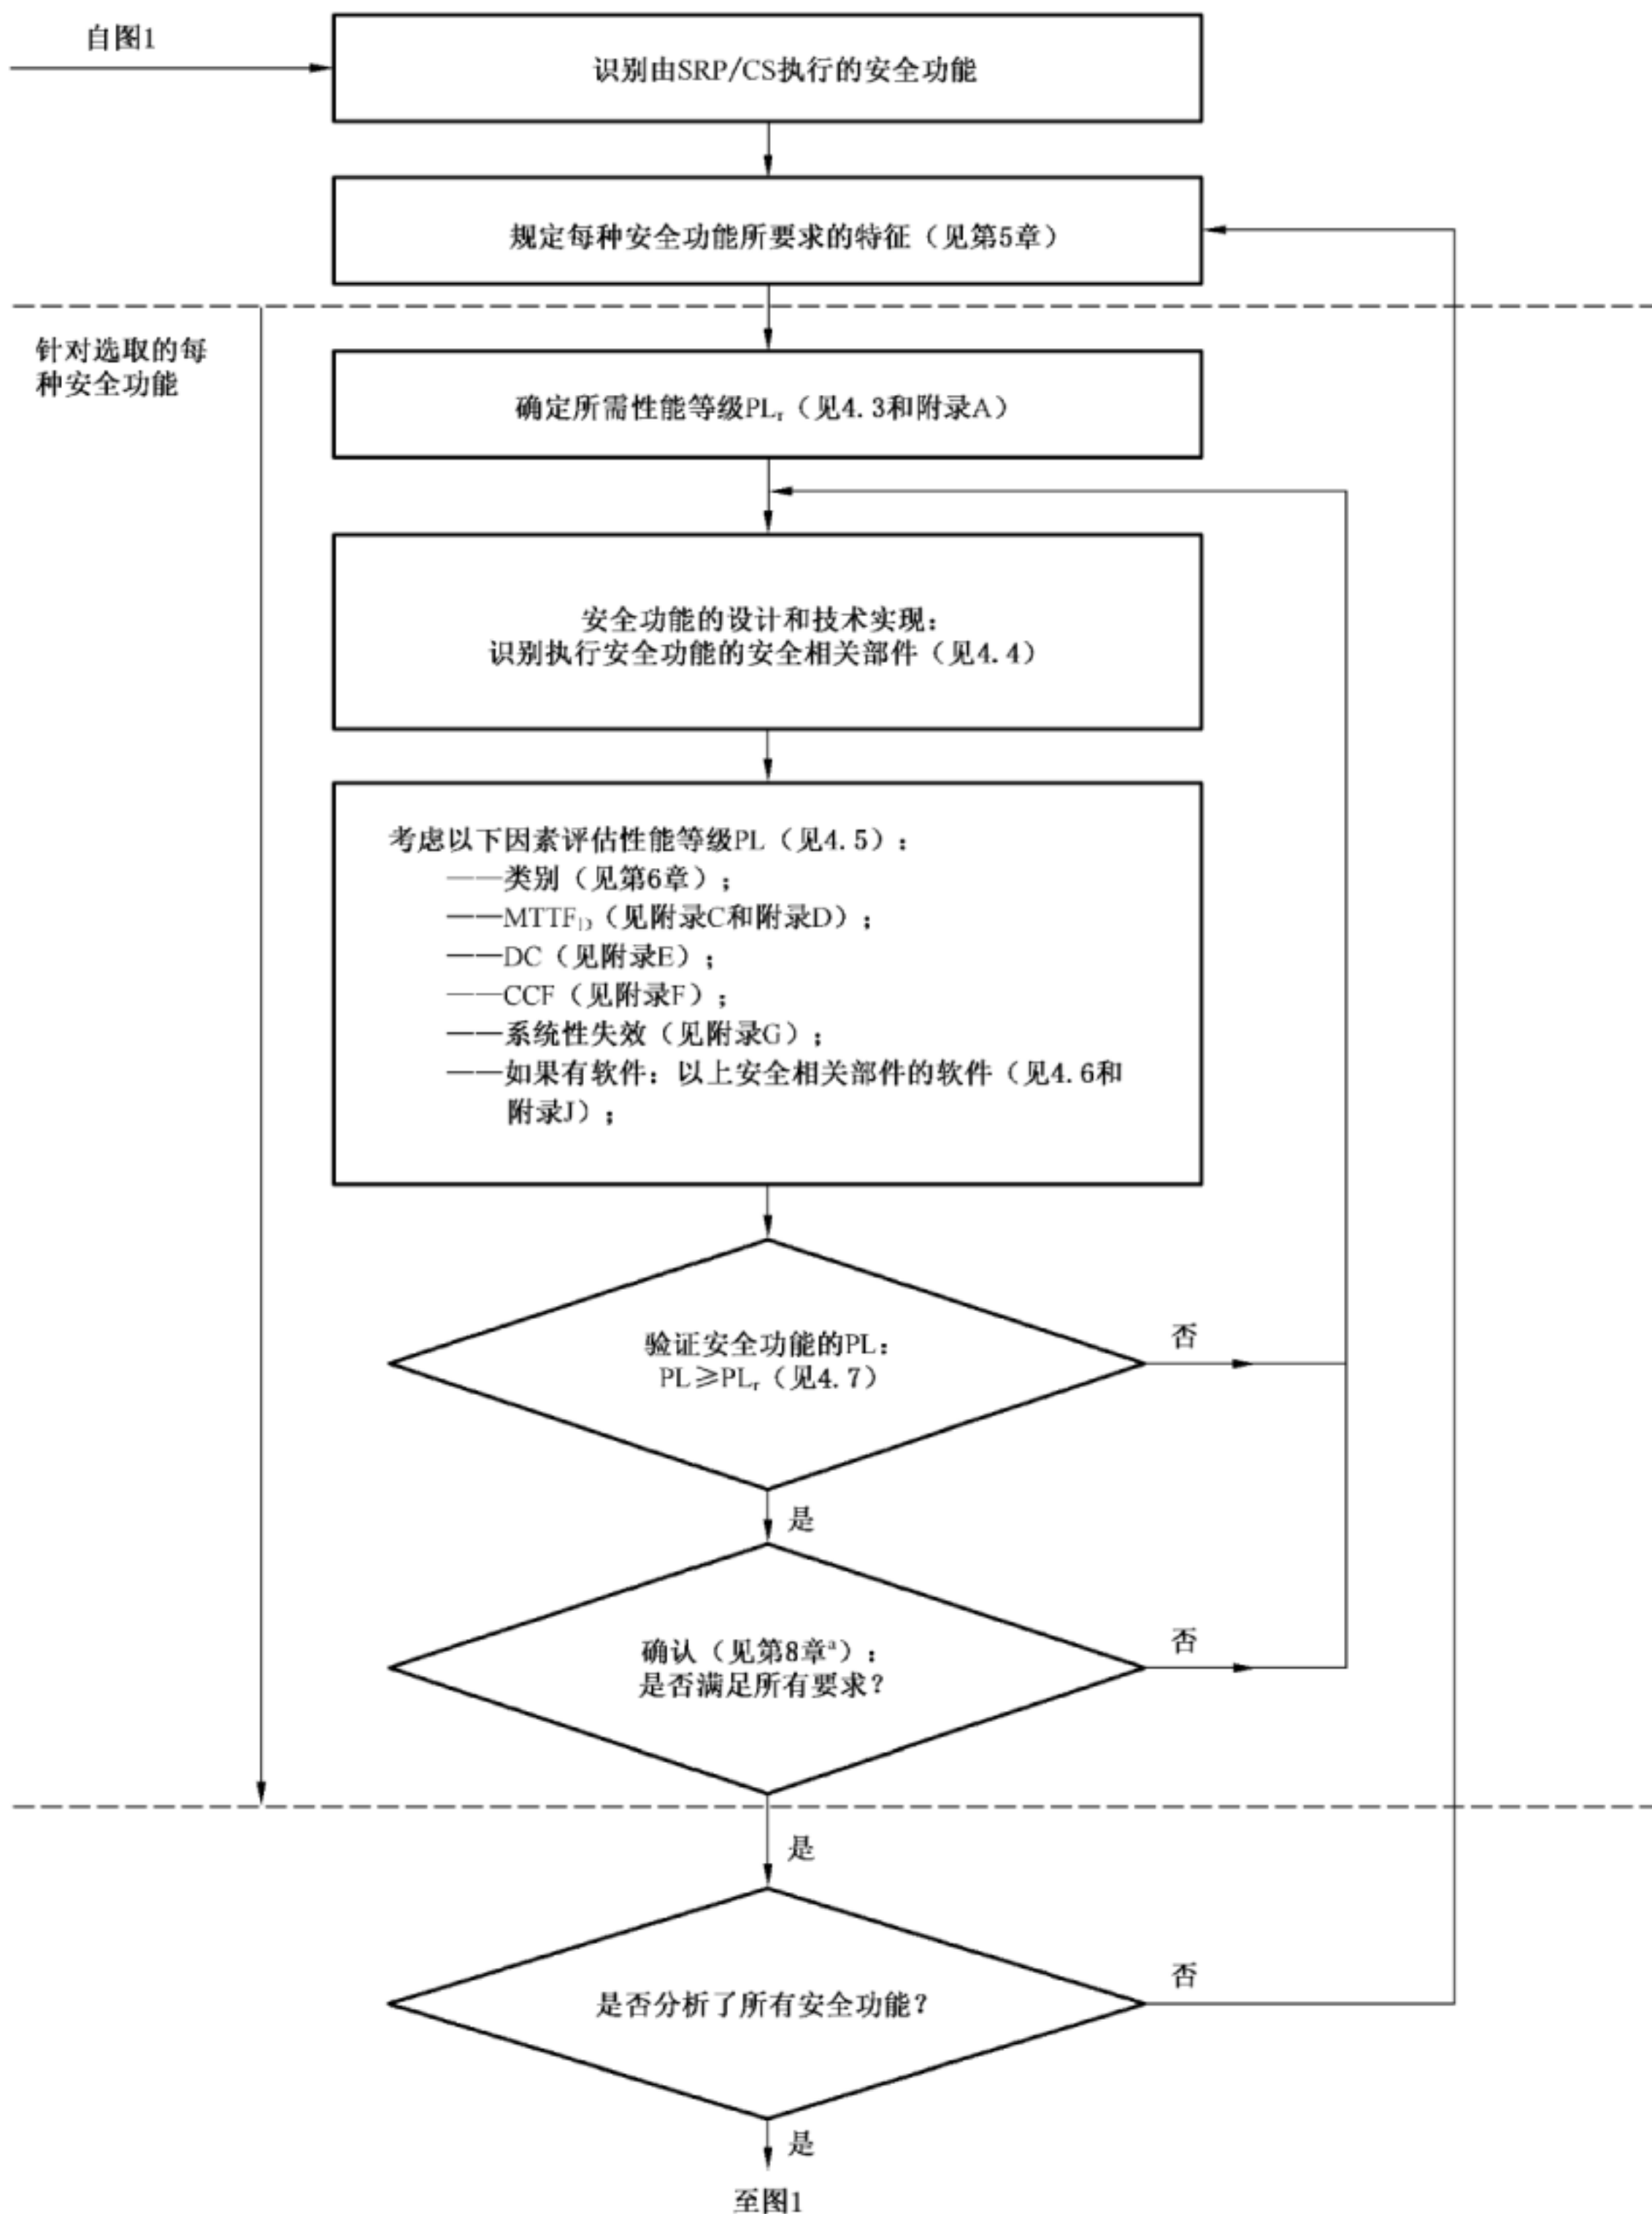 自图1
识别由SRP/CS执行的安全功能
规定每种安全功能所要求的特征（见第5章）
针对选取的每
种安全功能
确定所需性能等级PLr（见4.3和附录A）
安全功能的设计和技术实现：
识别执行安全功能的安全相关部件（见4.4）
考虑以下因素评估性能等级PL（见4.5）：
——类别（见第6章）；
——MTTFD（见附录C和附录D）；
——DC（见附录E）；
——CCF（见附录F）；
——系统性失效（见附录G）；
——如果有软件：以上安全相关部件的软件（见4.6和
附录J）；
验证安全功能的PL：
PL≥PLr（见4.7）
否
是
确认（见第8章a）：
是否满足所有要求？
否
是
是否分析了所有安全功能？
否
是
至图1